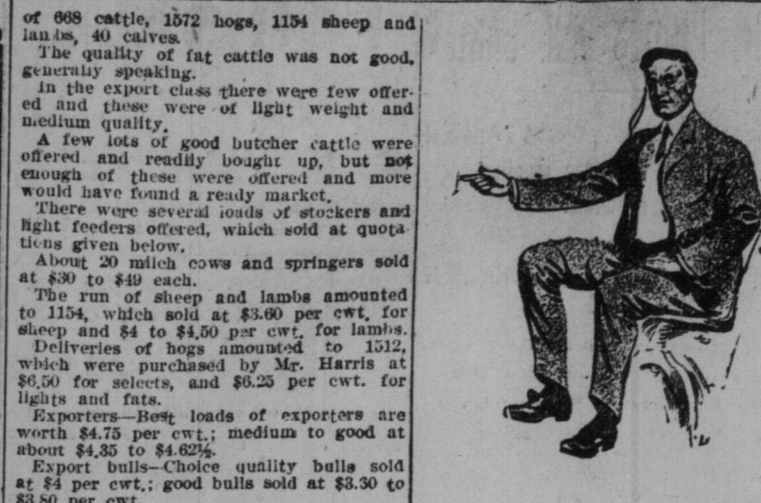 of 668 cattle, 1572 hogs, 1154 sheep and
lambs, 40 calves.
The quality of fat cattle was not good,
generally speaking.
In the export class there were few offer-
ed and these were of light weight and
medium quality.
A few lots of good butcher cattle were
offered and readily bought up, but not
enough of these were offered and more
would have found a ready market.
There were several loads of stockers and
light feeders offered, which sold at quota-
tions given below.
About 20 milch cows and springers sold
at $30 to $49 each.
The run of sheep and lambs amounted
to 1154, which sold at $3.60 per cwt. for
sheep and $4 to $4.50 per cwt. for lambs.
Deliveries of hogs amounted to 1512,
which were purchased by Mr. Harris at
$6.50 for selects, and $6.25 per cwt. for
lights and fats.
Exporters—Best loads of exporters are
worth $4.75 per cwt.; medium to good at
about $4.35 to $4.62½.
Export bulls—Choice quality bulls sold
at $4 per cwt.; good bulls sold at $3.30 to
$3.80 per cwt.